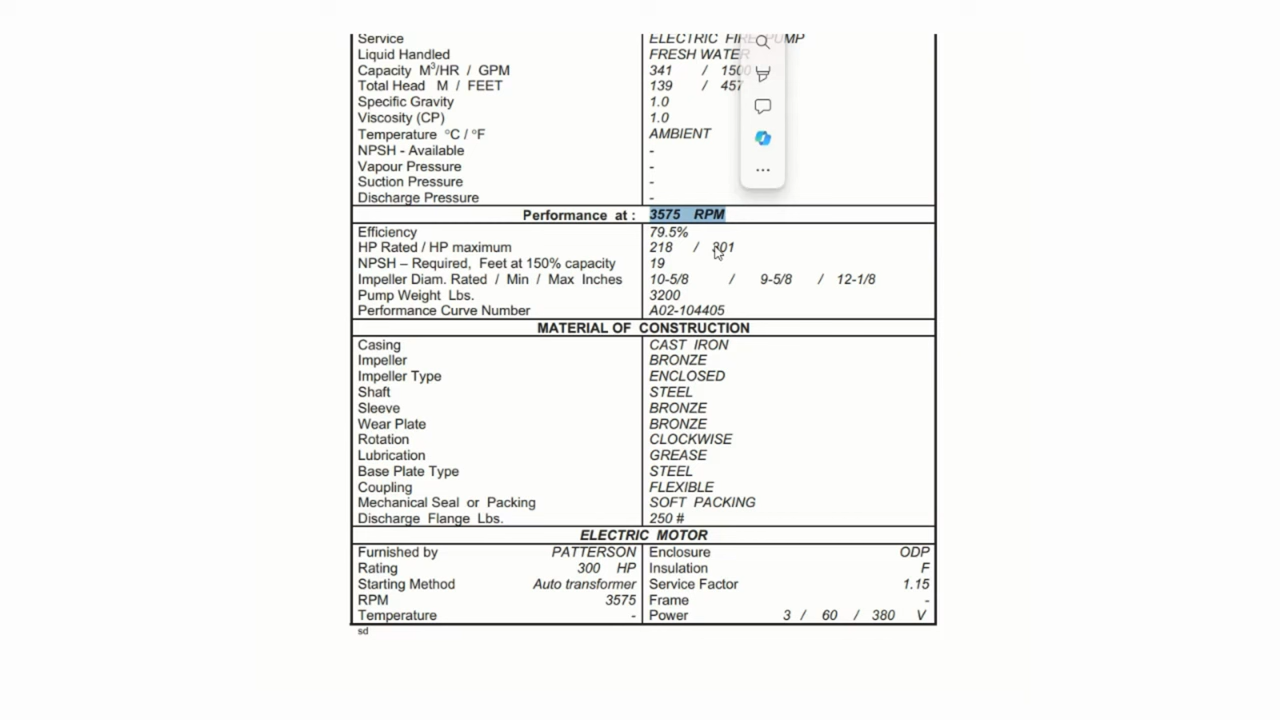 Service ELECTRIC FIRE PUMP
Liquid Handled FRESH WATER
Capacity M³/HR / GPM 341 / 1500
Total Head M / FEET 139 / 457
Specific Gravity 1.0
Viscosity (CP) 1.0
Temperature °C / °F AMBIENT
NPSH - Available -
Vapour Pressure -
Suction Pressure -
Discharge Pressure -
Performance at : 3575 RPM
Efficiency 79.5%
HP Rated / HP maximum 218 / 301
NPSH – Required, Feet at 150% capacity 19
Impeller Diam. Rated / Min / Max Inches 10-5/8 / 9-5/8 / 12-1/8
Pump Weight Lbs. 3200
Performance Curve Number A02-104405
MATERIAL OF CONSTRUCTION
Casing CAST IRON
Impeller BRONZE
Impeller Type ENCLOSED
Shaft STEEL
Sleeve BRONZE
Wear Plate BRONZE
Rotation CLOCKWISE
Lubrication GREASE
Base Plate Type STEEL
Coupling FLEXIBLE
Mechanical Seal or Packing SOFT PACKING
Discharge Flange Lbs. 250 #
ELECTRIC MOTOR
Furnished by PATTERSON Enclosure ODP
Rating 300 HP Insulation F
Starting Method Auto transformer Service Factor 1.15
RPM 3575 Frame -
Temperature - Power 3 / 60 / 380 V
sd